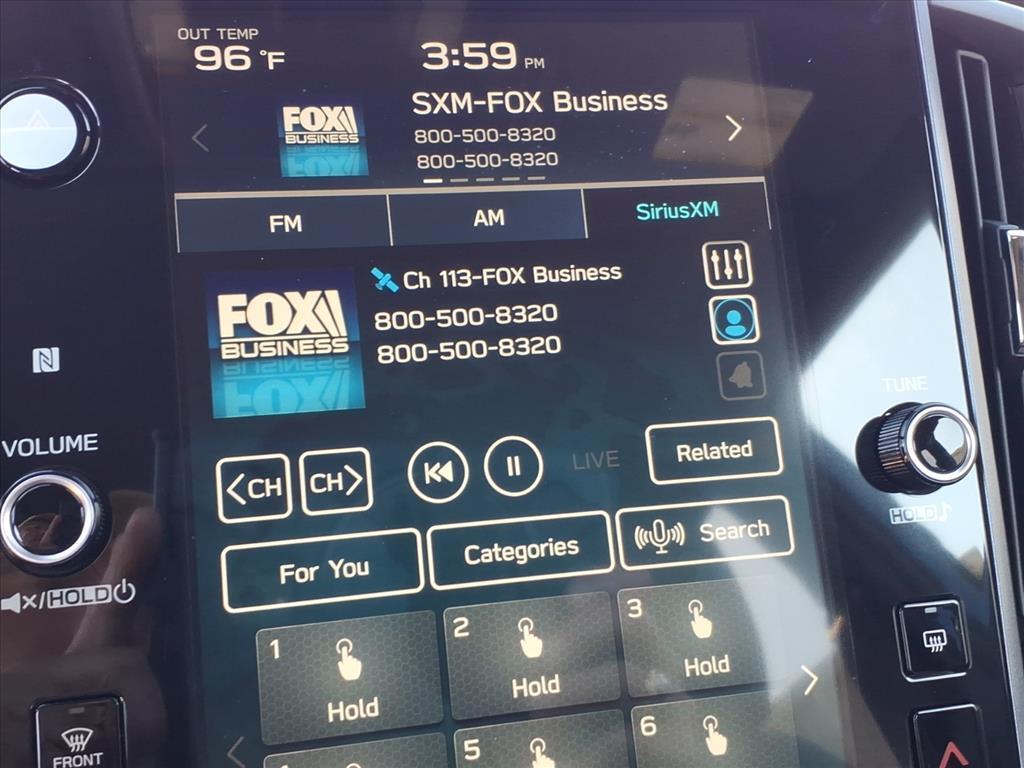 OUT TEMP
96 °F
3:59 PM
FOX
BUSINESS
SXM-FOX Business
800-500-8320
800-500-8320
FM
AM
SiriusXM
FOX
BUSINESS
Ch 113-FOX Business
800-500-8320
800-500-8320
VOLUME
TUNE
<CH
CH>
LIVE
Related
HOLD
For You
Categories
Search
/HOLD
1
Hold
2
Hold
3
Hold
FRONT
5
6